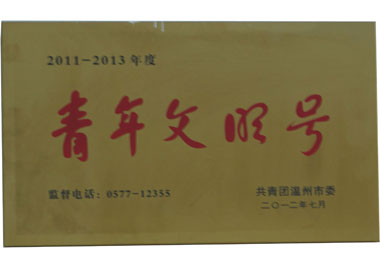 2011-2013年度
青年文明号
监督电话：0577-12355
共青团温州市委
二〇一二年七月